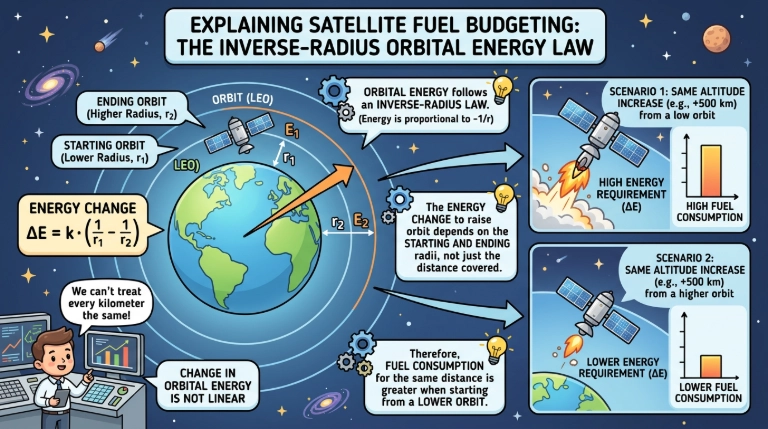 EXPLAINING SATELLITE FUEL BUDGETING:
THE INVERSE-RADIUS ORBITAL ENERGY LAW
ENDING ORBIT
(Higher Radius, r₂)
STARTING ORBIT
(Lower Radius, r₁)
ORBIT (LEO)
LEO)
E₁
r₁
r₂
E₂
ENERGY CHANGE
ΔE = k · (1/r₁ − 1/r₂)
We can't treat
every kilometer
the same!
CHANGE IN
ORBITAL ENERGY
IS NOT LINEAR
ORBITAL ENERGY follows
an INVERSE-RADIUS LAW.
(Energy is proportional to -1/r)
The ENERGY
CHANGE to raise
orbit depends on the
STARTING AND ENDING
radii, not just the
distance covered.
Therefore,
FUEL CONSUMPTION
for the same distance is
greater when starting
from a LOWER ORBIT.
SCENARIO 1: SAME ALTITUDE
INCREASE (e.g., +500 km)
from a low orbit
HIGH ENERGY
REQUIREMENT (ΔE)
HIGH FUEL
CONSUMPTION
SCENARIO 2:
SAME ALTITUDE INCREASE
(e.g., +500 km)
from a higher orbit
LOWER ENERGY
REQUIREMENT (ΔE)
LOWER FUEL
CONSUMPTION